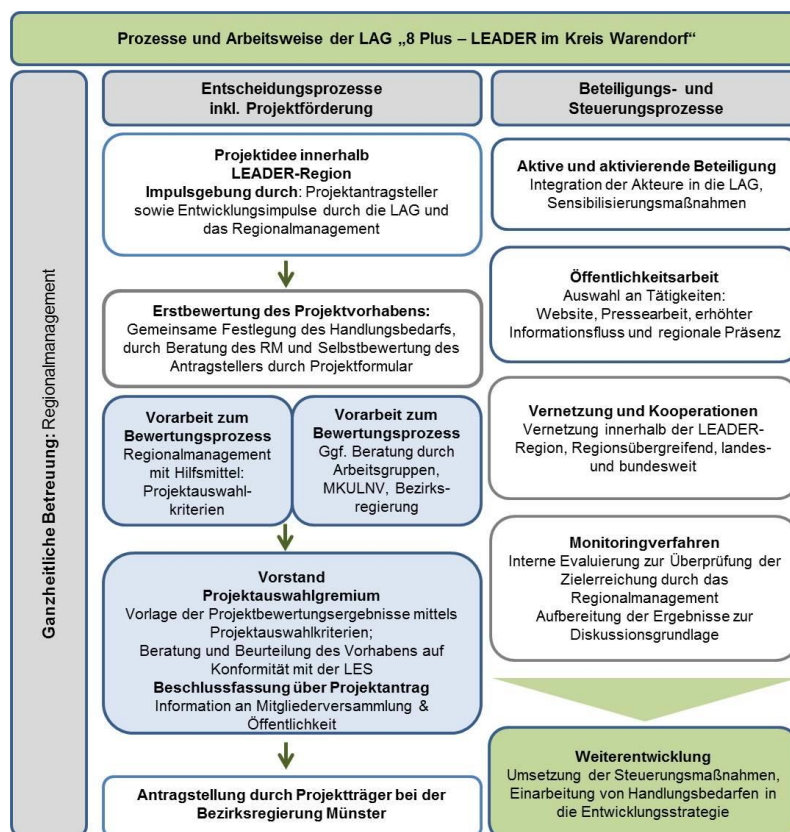 Prozesse und Arbeitsweise der LAG „8 Plus – LEADER im Kreis Warendorf“
Ganzheitliche Betreuung: Regionalmanagement
Entscheidungsprozesse
inkl. Projektförderung
Projektidee innerhalb
LEADER-Region
Impulsgebung durch: Projektantragsteller
sowie Entwicklungsimpulse durch die LAG und
das Regionalmanagement
Erstbewertung des Projektvorhabens:
Gemeinsame Festlegung des Handlungsbedarfs,
durch Beratung des RM und Selbstbewertung des
Antragstellers durch Projektformular
Vorarbeit zum
Bewertungsprozess
Regionalmanagement
mit Hilfsmittel:
Projektauswahl-
kriterien
Vorarbeit zum
Bewertungsprozess
Ggf. Beratung durch
Arbeitsgruppen,
MKULNV, Bezirks-
regierung
Vorstand
Projektauswahlgremium
Vorlage der Projektbewertungsergebnisse mittels
Projektauswahlkriterien;
Beratung und Beurteilung des Vorhabens auf
Konformität mit der LES
Beschlussfassung über Projektantrag
Information an Mitgliederversammlung &
Öffentlichkeit
Antragstellung durch Projektträger bei der
Bezirksregierung Münster
Beteiligungs- und
Steuerungsprozesse
Aktive und aktivierende Beteiligung
Integration der Akteure in die LAG,
Sensibilisierungsmaßnahmen
Öffentlichkeitsarbeit
Auswahl an Tätigkeiten:
Website, Pressearbeit, erhöhter
Informationsfluss und regionale Präsenz
Vernetzung und Kooperationen
Vernetzung innerhalb der LEADER-
Region, Regionsübergreifend, landes-
und bundesweit
Monitoringverfahren
Interne Evaluierung zur Überprüfung der
Zielerreichung durch das
Regionalmanagement
Aufbereitung der Ergebnisse zur
Diskussionsgrundlage
Weiterentwicklung
Umsetzung der Steuerungsmaßnahmen,
Einarbeitung von Handlungsbedarfen in
die Entwicklungsstrategie